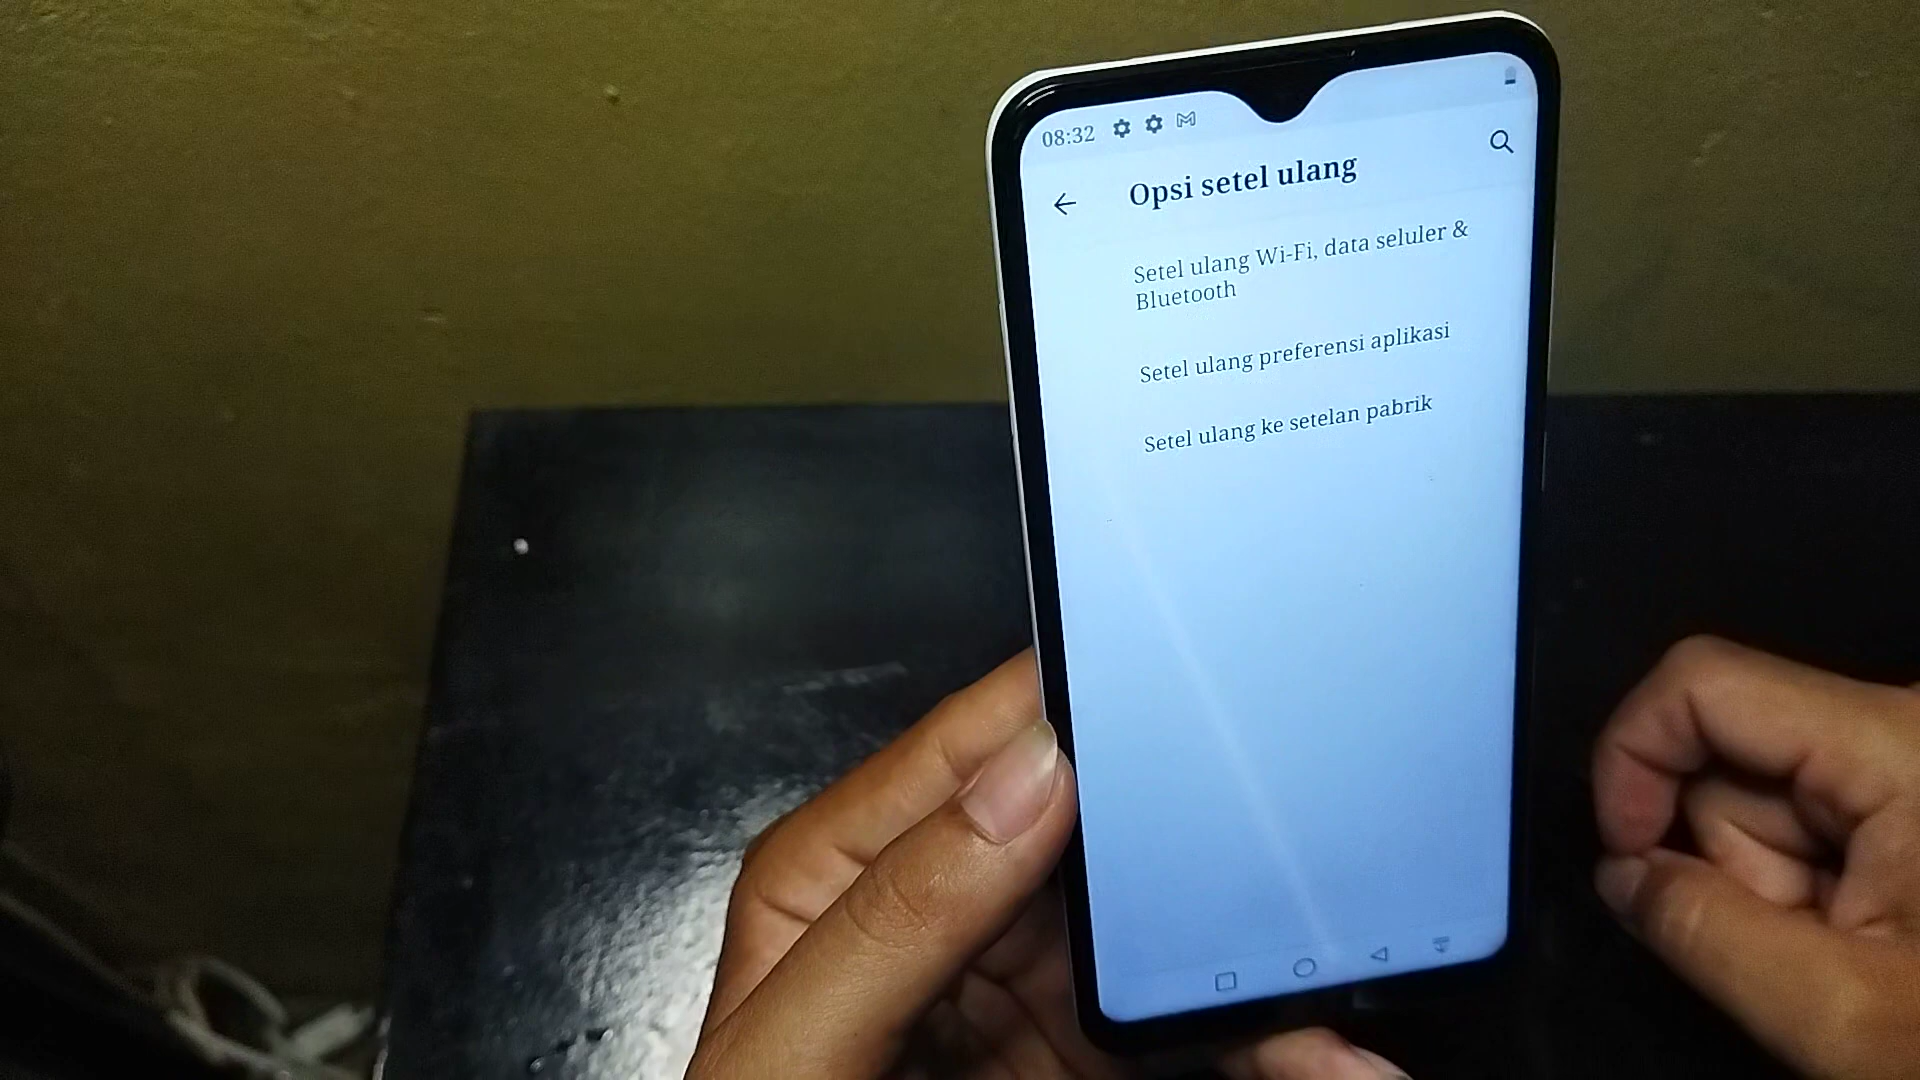 08:32
Opsi setel ulang
Setel ulang Wi-Fi, data seluler &
Bluetooth
Setel ulang preferensi aplikasi
Setel ulang ke setelan pabrik